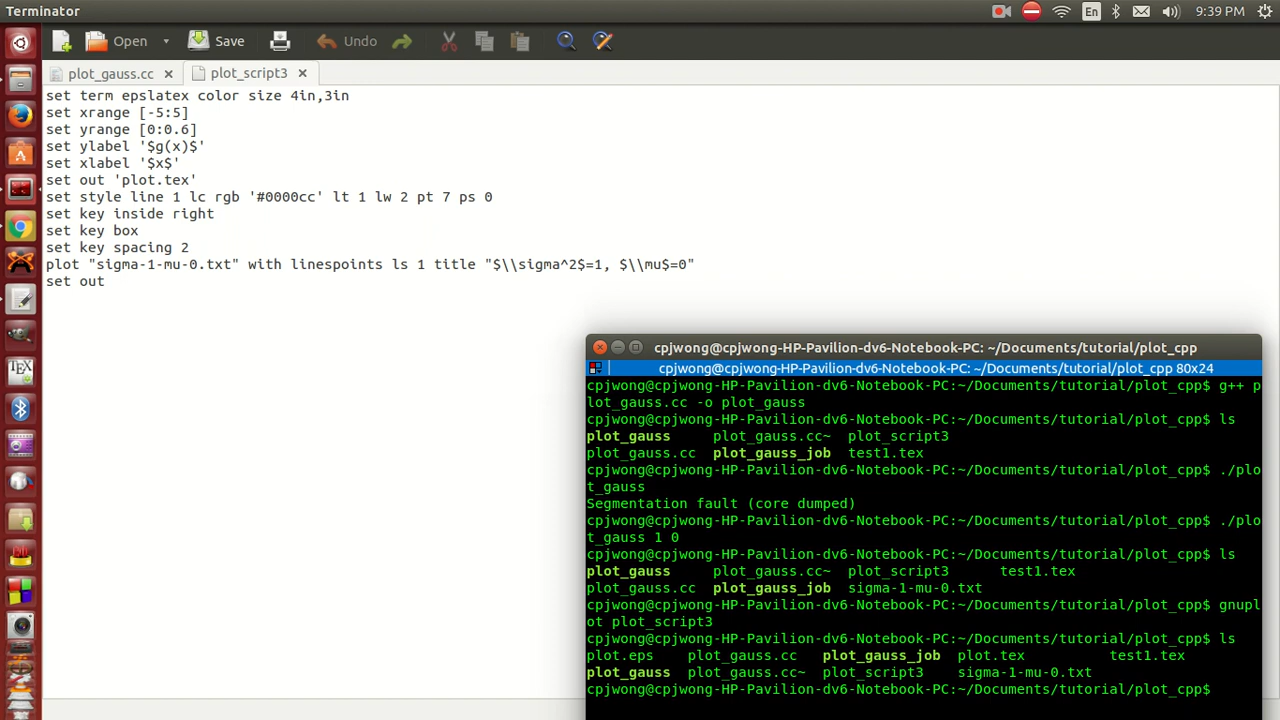 Terminator
En
9:39 PM
Open
Save
Undo
plot_gauss.cc
plot_script3
set term epslatex color size 4in,3in
set xrange [-5:5]
set yrange [0:0.6]
set ylabel '$g(x)$'
set xlabel '$x$'
set out 'plot.tex'
set style line 1 lc rgb '#0000cc' lt 1 lw 2 pt 7 ps 0
set key inside right
set key box
set key spacing 2
plot "sigma-1-mu-0.txt" with linespoints ls 1 title "$\\sigma^2$=1, $\\mu$=0"
set out
cpjwong@cpjwong-HP-Pavilion-dv6-Notebook-PC: ~/Documents/tutorial/plot_cpp
cpjwong@cpjwong-HP-Pavilion-dv6-Notebook-PC: ~/Documents/tutorial/plot_cpp 80x24
cpjwong@cpjwong-HP-Pavilion-dv6-Notebook-PC:~/Documents/tutorial/plot_cpp$ g++ p
lot_gauss.cc -o plot_gauss
cpjwong@cpjwong-HP-Pavilion-dv6-Notebook-PC:~/Documents/tutorial/plot_cpp$ ls
plot_gauss     plot_gauss.cc~  plot_script3
plot_gauss.cc  plot_gauss_job  test1.tex
cpjwong@cpjwong-HP-Pavilion-dv6-Notebook-PC:~/Documents/tutorial/plot_cpp$ ./plo
t_gauss
Segmentation fault (core dumped)
cpjwong@cpjwong-HP-Pavilion-dv6-Notebook-PC:~/Documents/tutorial/plot_cpp$ ./plo
t_gauss 1 0
cpjwong@cpjwong-HP-Pavilion-dv6-Notebook-PC:~/Documents/tutorial/plot_cpp$ ls
plot_gauss     plot_gauss.cc~  plot_script3      test1.tex
plot_gauss.cc  plot_gauss_job  sigma-1-mu-0.txt
cpjwong@cpjwong-HP-Pavilion-dv6-Notebook-PC:~/Documents/tutorial/plot_cpp$ gnupl
ot plot_script3
cpjwong@cpjwong-HP-Pavilion-dv6-Notebook-PC:~/Documents/tutorial/plot_cpp$ ls
plot.eps    plot_gauss.cc   plot_gauss_job  plot.tex          test1.tex
plot_gauss  plot_gauss.cc~  plot_script3    sigma-1-mu-0.txt
cpjwong@cpjwong-HP-Pavilion-dv6-Notebook-PC:~/Documents/tutorial/plot_cpp$
TEX